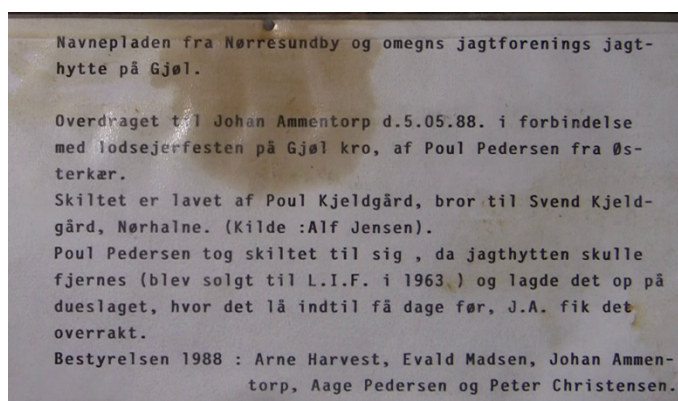 Navnepladen fra Nørresundby og omegns jagtforenings jagt-
hytte på Gjøl.
Overdraget til Johan Ammentorp d.5.05.88. i forbindelse
med lodsejerfesten på Gjøl kro, af Poul Pedersen fra Øs-
terkær.
Skiltet er lavet af Poul Kjeldgård, bror til Svend Kjeld-
gård, Nørhalne. (Kilde :Alf Jensen).
Poul Pedersen tog skiltet til sig , da jagthytten skulle
fjernes (blev solgt til L.I.F. i 1963 ) og lagde det op på
dueslaget, hvor det lå indtil få dage før, J.A. fik det
overrakt.
Bestyrelsen 1988 : Arne Harvest, Evald Madsen, Johan Ammen-
torp, Aage Pedersen og Peter Christensen.